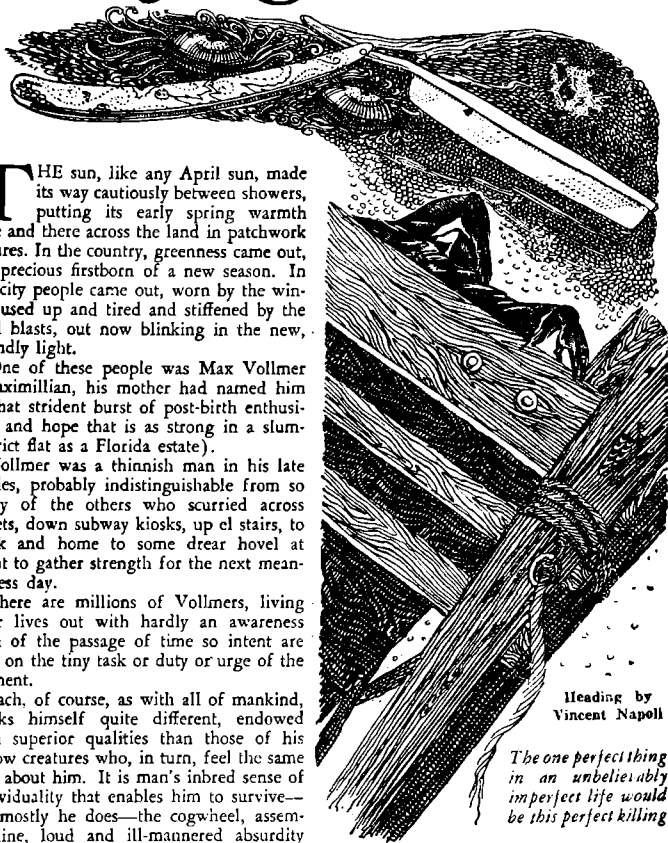 THE sun, like any April sun, made
its way cautiously between showers,
putting its early spring warmth
e and there across the land in patchwork
ures. In the country, greenness came out,
precious firstborn of a new season. In
city people came out, worn by the win-
used up and tired and stiffened by the
l blasts, out now blinking in the new,
ndly light.
One of these people was Max Vollmer
aximillian, his mother had named him
hat strident burst of post-birth enthusi-
and hope that is as strong in a slum-
rict flat as a Florida estate).
ollmer was a thinnish man in his late
ies, probably indistinguishable from so
y of the others who scurried across
ets, down subway kiosks, up el stairs, to
k and home to some drear hovel at
t to gather strength for the next mean-
ess day.
here are millions of Vollmers, living
r lives out with hardly an awareness
of the passage of time so intent are
on the tiny task or duty or urge of the
ment.
ach, of course, as with all of mankind,
ks himself quite different, endowed
superior qualities than those of his
ow creatures who, in turn, feel the same
about him. It is man's inbred sense of
viduality that enables him to survive—
mostly he does—the cogwheel, assem-
ine, loud and ill-mannered absurdity
Heading by
Vincent Napoli
The one perfect thing
in an unbelievably
imperfect life would
be this perfect killing